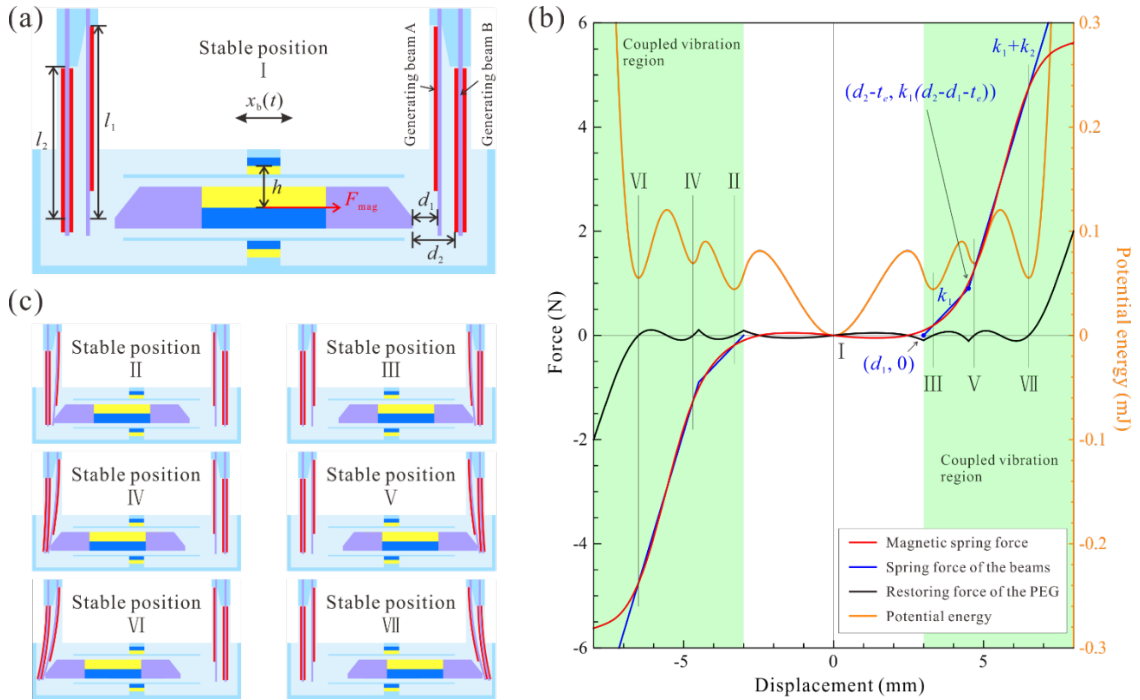 (a)
Stable position
I
x_b(t)
l_2
l_1
h
F_mag
d_1
d_2
Generating beam A
Generating beam B
(c)
Stable position
II
Stable position
III
Stable position
IV
Stable position
V
Stable position
VI
Stable position
VII
(b)
Coupled vibration
region
k_1+k_2
(d_2-t_e, k_1(d_2-d_1-t_e))
VI
IV
II
k_1
I
(d_1, 0)
III
V
VII
Coupled vibration
region
Magnetic spring force
Spring force of the beams
Restoring force of the PEG
Potential energy
6
4
2
0
-2
-4
-6
Force (N)
-5
0
5
Displacement (mm)
0.3
0.2
0.1
0
-0.1
-0.2
-0.3
Potential energy (mJ)